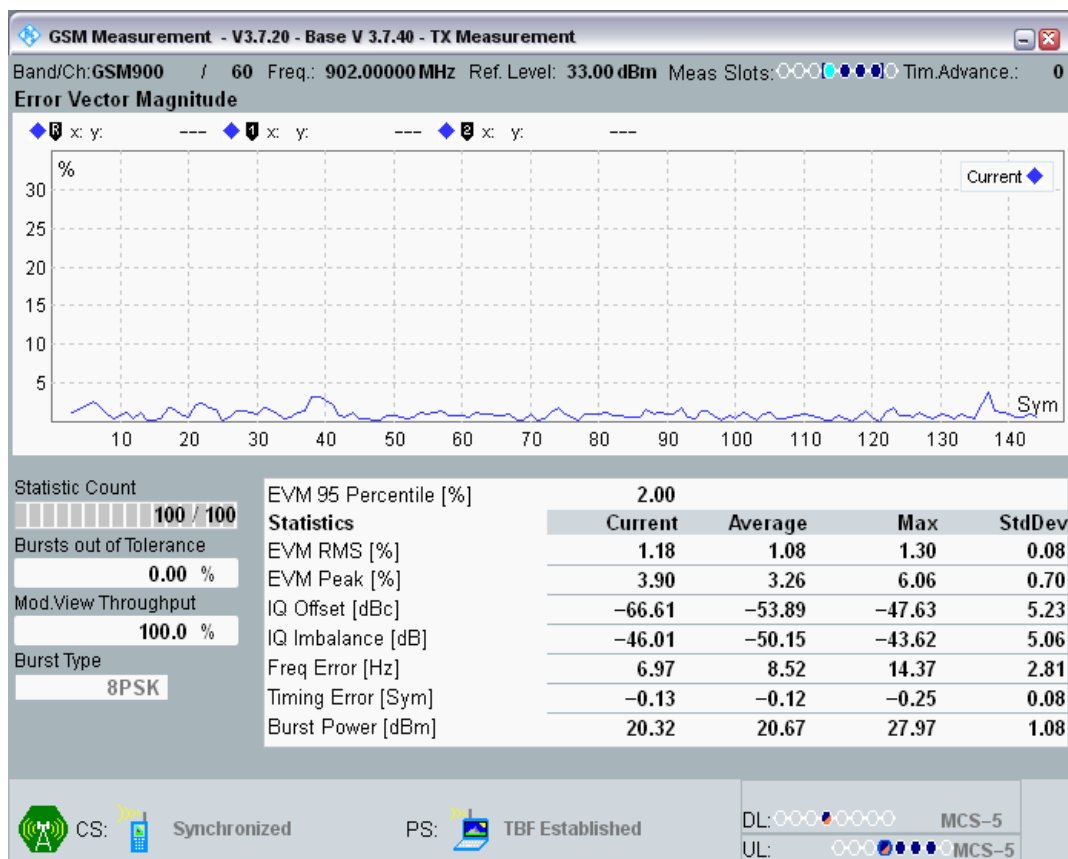 GSM Measurement - V3.7.20 - Base V 3.7.40 - TX Measurement
Band/Ch:GSM900 / 60 Freq.: 902.00000 MHz Ref. Level: 33.00 dBm Meas Slots: Tim.Advance.: 0
Error Vector Magnitude
R x: y: --- 1 x: y: --- 2 x: y: ---
%
Current
30
25
20
15
10
5
Sym
10 20 30 40 50 60 70 80 90 100 110 120 130 140
Statistic Count
100 / 100
Bursts out of Tolerance
0.00 %
Mod.View Throughput
100.0 %
Burst Type
8PSK
EVM 95 Percentile [%] 2.00
Statistics Current Average Max StdDev
EVM RMS [%] 1.18 1.08 1.30 0.08
EVM Peak [%] 3.90 3.26 6.06 0.70
IQ Offset [dBc] −66.61 −53.89 −47.63 5.23
IQ Imbalance [dB] −46.01 −50.15 −43.62 5.06
Freq Error [Hz] 6.97 8.52 14.37 2.81
Timing Error [Sym] −0.13 −0.12 −0.25 0.08
Burst Power [dBm] 20.32 20.67 27.97 1.08
CS: Synchronized PS: TBF Established
DL: MCS−5
UL: MCS−5